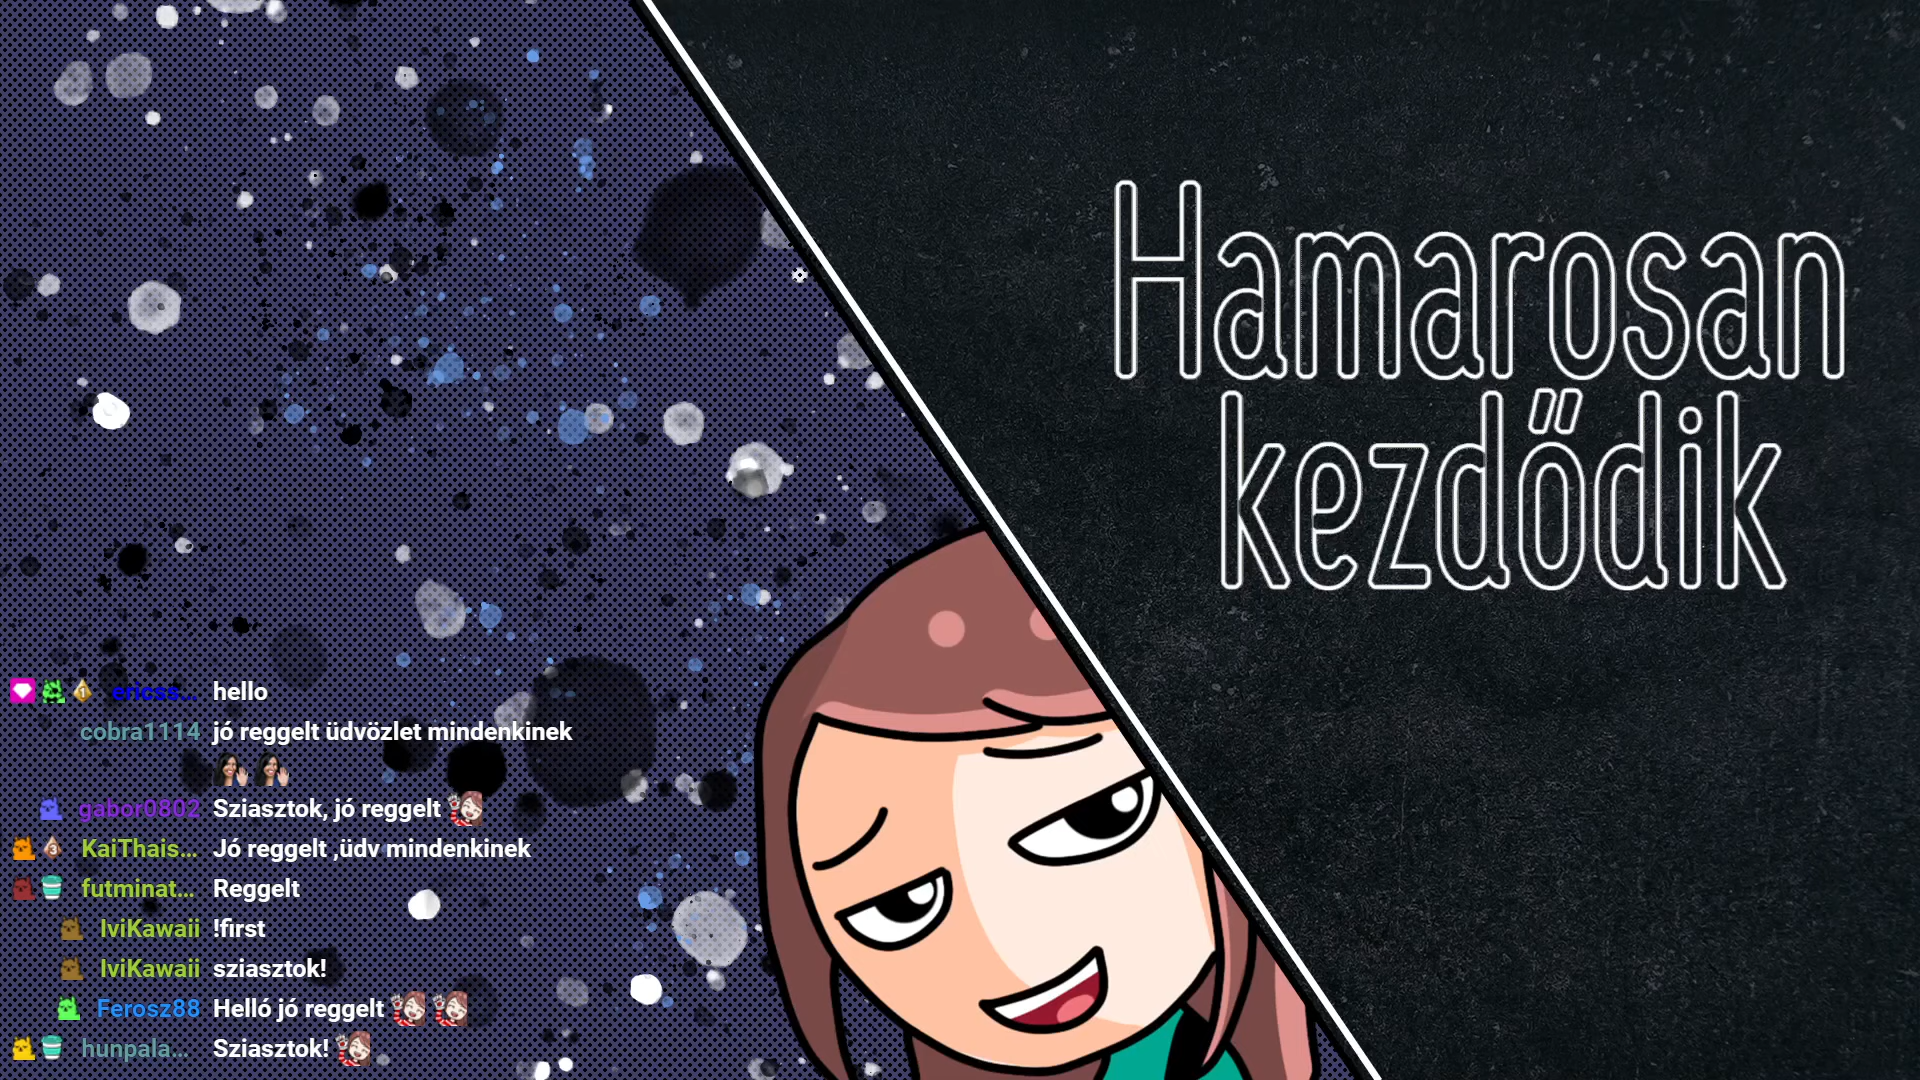 Hamarosan
kezdődik
ericss... hello
cobra1114 jó reggelt üdvözlet mindenkinek
gabor0802 Sziasztok, jó reggelt
KaiThais... Jó reggelt ,üdv mindenkinek
futminat... Reggelt
IviKawaii !first
IviKawaii sziasztok!
Ferosz88 Helló jó reggelt
hunpala... Sziasztok!